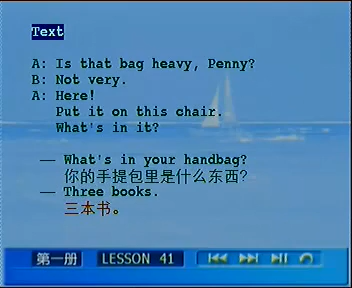 Text
A: Is that bag heavy, Penny?
B: Not very.
A: Here!
Put it on this chair.
What's in it?
— What's in your handbag?
你的手提包里是什么东西?
— Three books.
三本书。
第一册 LESSON 41